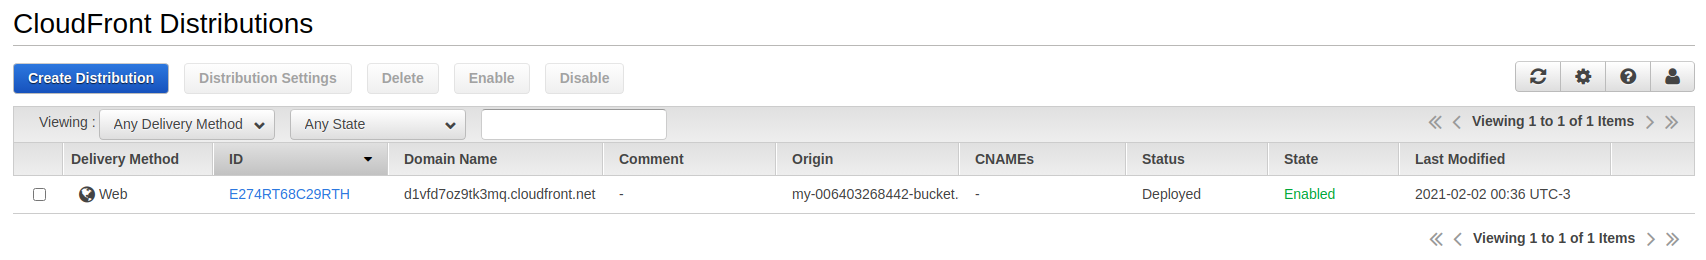 CloudFront Distributions
Create Distribution Distribution Settings Delete Enable Disable
Viewing : Any Delivery Method Any State Viewing 1 to 1 of 1 Items
Delivery Method ID Domain Name Comment Origin CNAMEs Status State Last Modified
Web E274RT68C29RTH d1vfd7oz9tk3mq.cloudfront.net - my-006403268442-bucket. - Deployed Enabled 2021-02-02 00:36 UTC-3
Viewing 1 to 1 of 1 Items